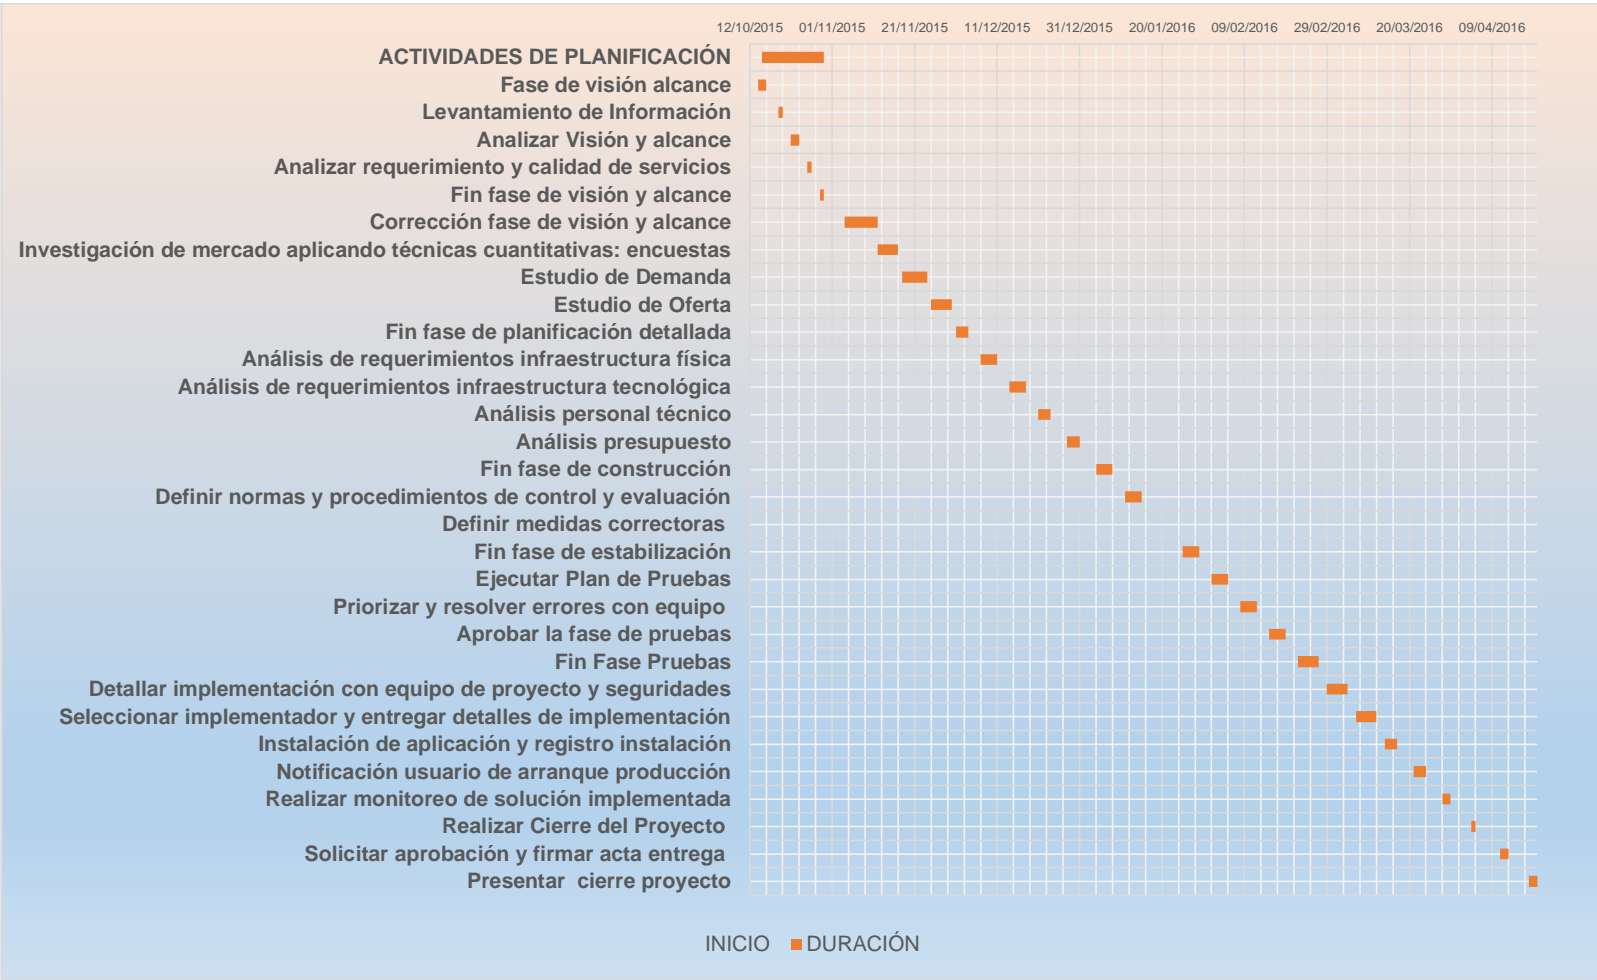 12/10/2015 01/11/2015 21/11/2015 11/12/2015 31/12/2015 20/01/2016 09/02/2016 29/02/2016 20/03/2016 09/04/2016
ACTIVIDADES DE PLANIFICACIÓN
Fase de visión alcance
Levantamiento de Información
Analizar Visión y alcance
Analizar requerimiento y calidad de servicios
Fin fase de visión y alcance
Corrección fase de visión y alcance
Investigación de mercado aplicando técnicas cuantitativas: encuestas
Estudio de Demanda
Estudio de Oferta
Fin fase de planificación detallada
Análisis de requerimientos infraestructura física
Análisis de requerimientos infraestructura tecnológica
Análisis personal técnico
Análisis presupuesto
Fin fase de construcción
Definir normas y procedimientos de control y evaluación
Definir medidas correctoras
Fin fase de estabilización
Ejecutar Plan de Pruebas
Priorizar y resolver errores con equipo
Aprobar la fase de pruebas
Fin Fase Pruebas
Detallar implementación con equipo de proyecto y seguridades
Seleccionar implementador y entregar detalles de implementación
Instalación de aplicación y registro instalación
Notificación usuario de arranque producción
Realizar monitoreo de solución implementada
Realizar Cierre del Proyecto
Solicitar aprobación y firmar acta entrega
Presentar cierre proyecto
INICIO DURACIÓN